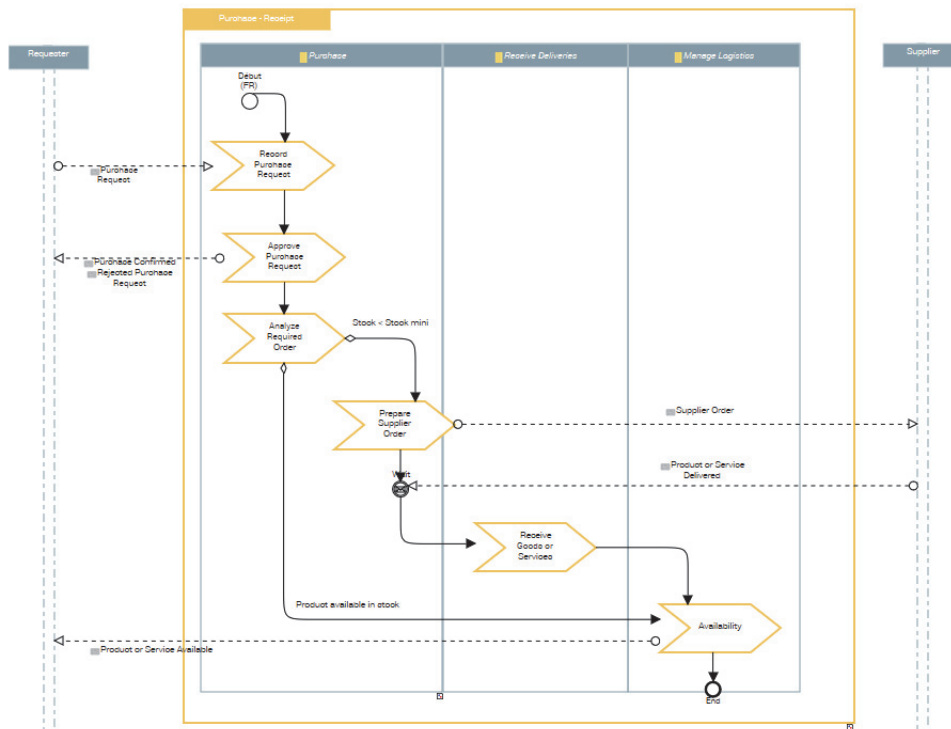 Purchase - Receipt
Requester
Supplier
Purchase
Receive Deliveries
Manage Logistics
Début
(FR)
Record
Purchase
Request
Purchase
Request
Approve
Purchase
Request
Purchase Confirmed
Rejected Purchase
Request
Analyze
Required
Order
Stock < Stock mini
Prepare
Supplier
Order
Supplier Order
Wait
Product or Service
Delivered
Receive
Goods or
Services
Product available in stock
Availability
Product or Service Available
End